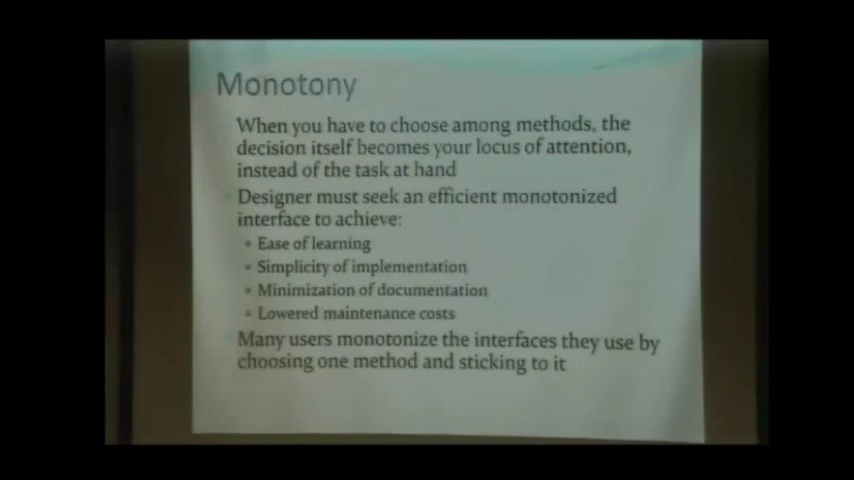 Monotony
When you have to choose among methods, the
decision itself becomes your locus of attention,
instead of the task at hand
Designer must seek an efficient monotonized
interface to achieve:
• Ease of learning
• Simplicity of implementation
• Minimization of documentation
• Lowered maintenance costs
Many users monotonize the interfaces they use by
choosing one method and sticking to it